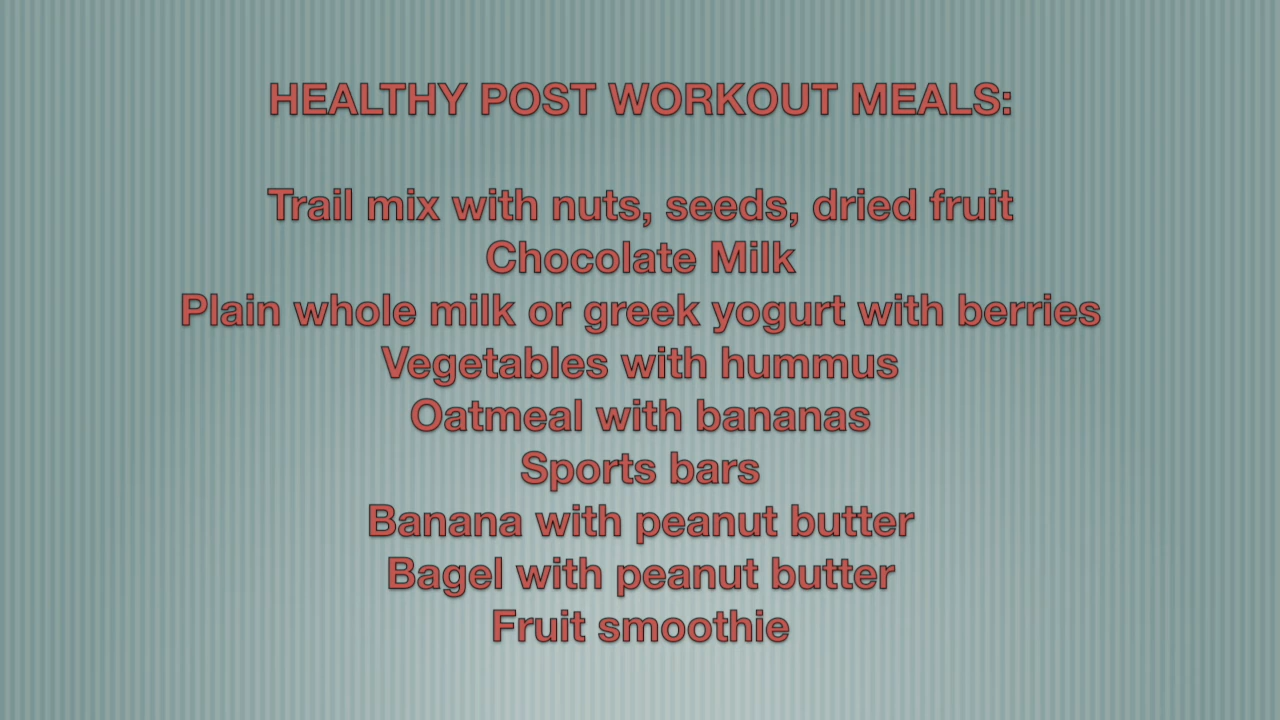 HEALTHY POST WORKOUT MEALS:
Trail mix with nuts, seeds, dried fruit
Chocolate Milk
Plain whole milk or greek yogurt with berries
Vegetables with hummus
Oatmeal with bananas
Sports bars
Banana with peanut butter
Bagel with peanut butter
Fruit smoothie